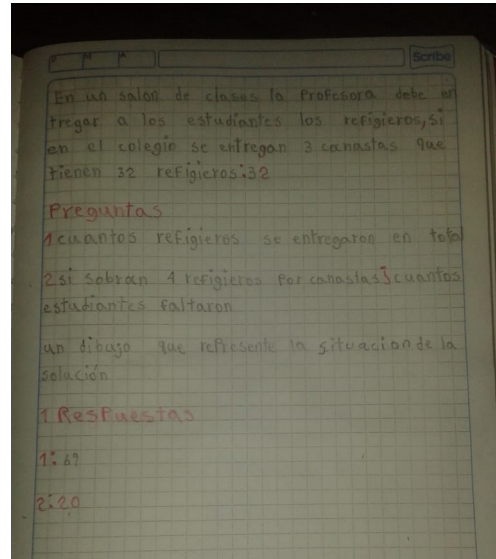 D M A
Scribe
En un salon de clases la Profesora debe en
tregar a los estudiantes los refigieros, si
en el colegio se entregan 3 canastas que
tienen 32 refigieros:32
Preguntas
1 cuantos refigieros se entregaron en total
2 si sobran 4 refigieros por canastas cuantos
estudiantes faltaron
un dibujo que represente la situacion de la
solución
1 Respuestas
1: 69
2:20